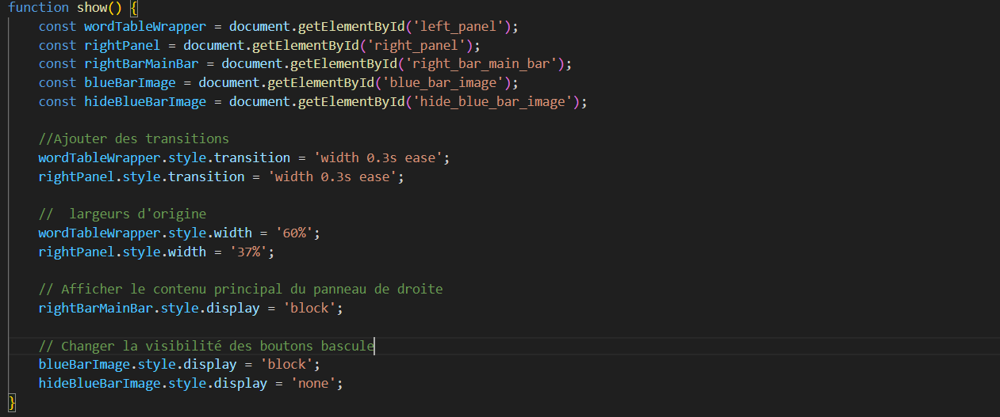 function show() {
    const wordTableWrapper = document.getElementById('left_panel');
    const rightPanel = document.getElementById('right_panel');
    const rightBarMainBar = document.getElementById('right_bar_main_bar');
    const blueBarImage = document.getElementById('blue_bar_image');
    const hideBlueBarImage = document.getElementById('hide_blue_bar_image');

    //Ajouter des transitions
    wordTableWrapper.style.transition = 'width 0.3s ease';
    rightPanel.style.transition = 'width 0.3s ease';

    //  largeurs d'origine
    wordTableWrapper.style.width = '60%';
    rightPanel.style.width = '37%';

    // Afficher le contenu principal du panneau de droite
    rightBarMainBar.style.display = 'block';

    // Changer la visibilité des boutons bascule
    blueBarImage.style.display = 'block';
    hideBlueBarImage.style.display = 'none';
}